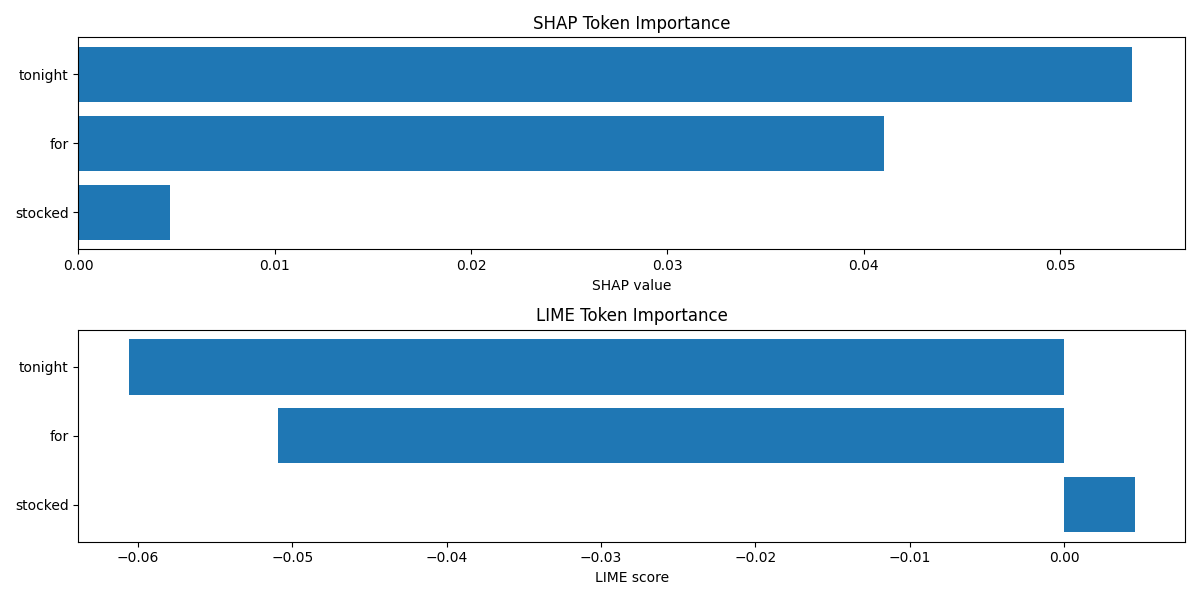 SHAP Token Importance
tonight
for
stocked
0.00 0.01 0.02 0.03 0.04 0.05
SHAP value
LIME Token Importance
tonight
for
stocked
−0.06 −0.05 −0.04 −0.03 −0.02 −0.01 0.00
LIME score